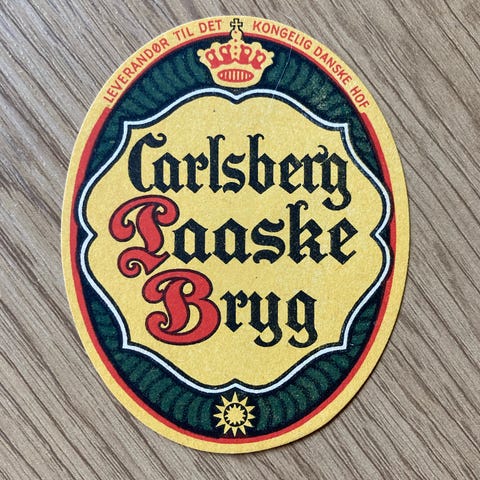 LEVERANDØR TIL DET KONGELIG DANSKE HOF
Carlsberg
Paaske
Bryg